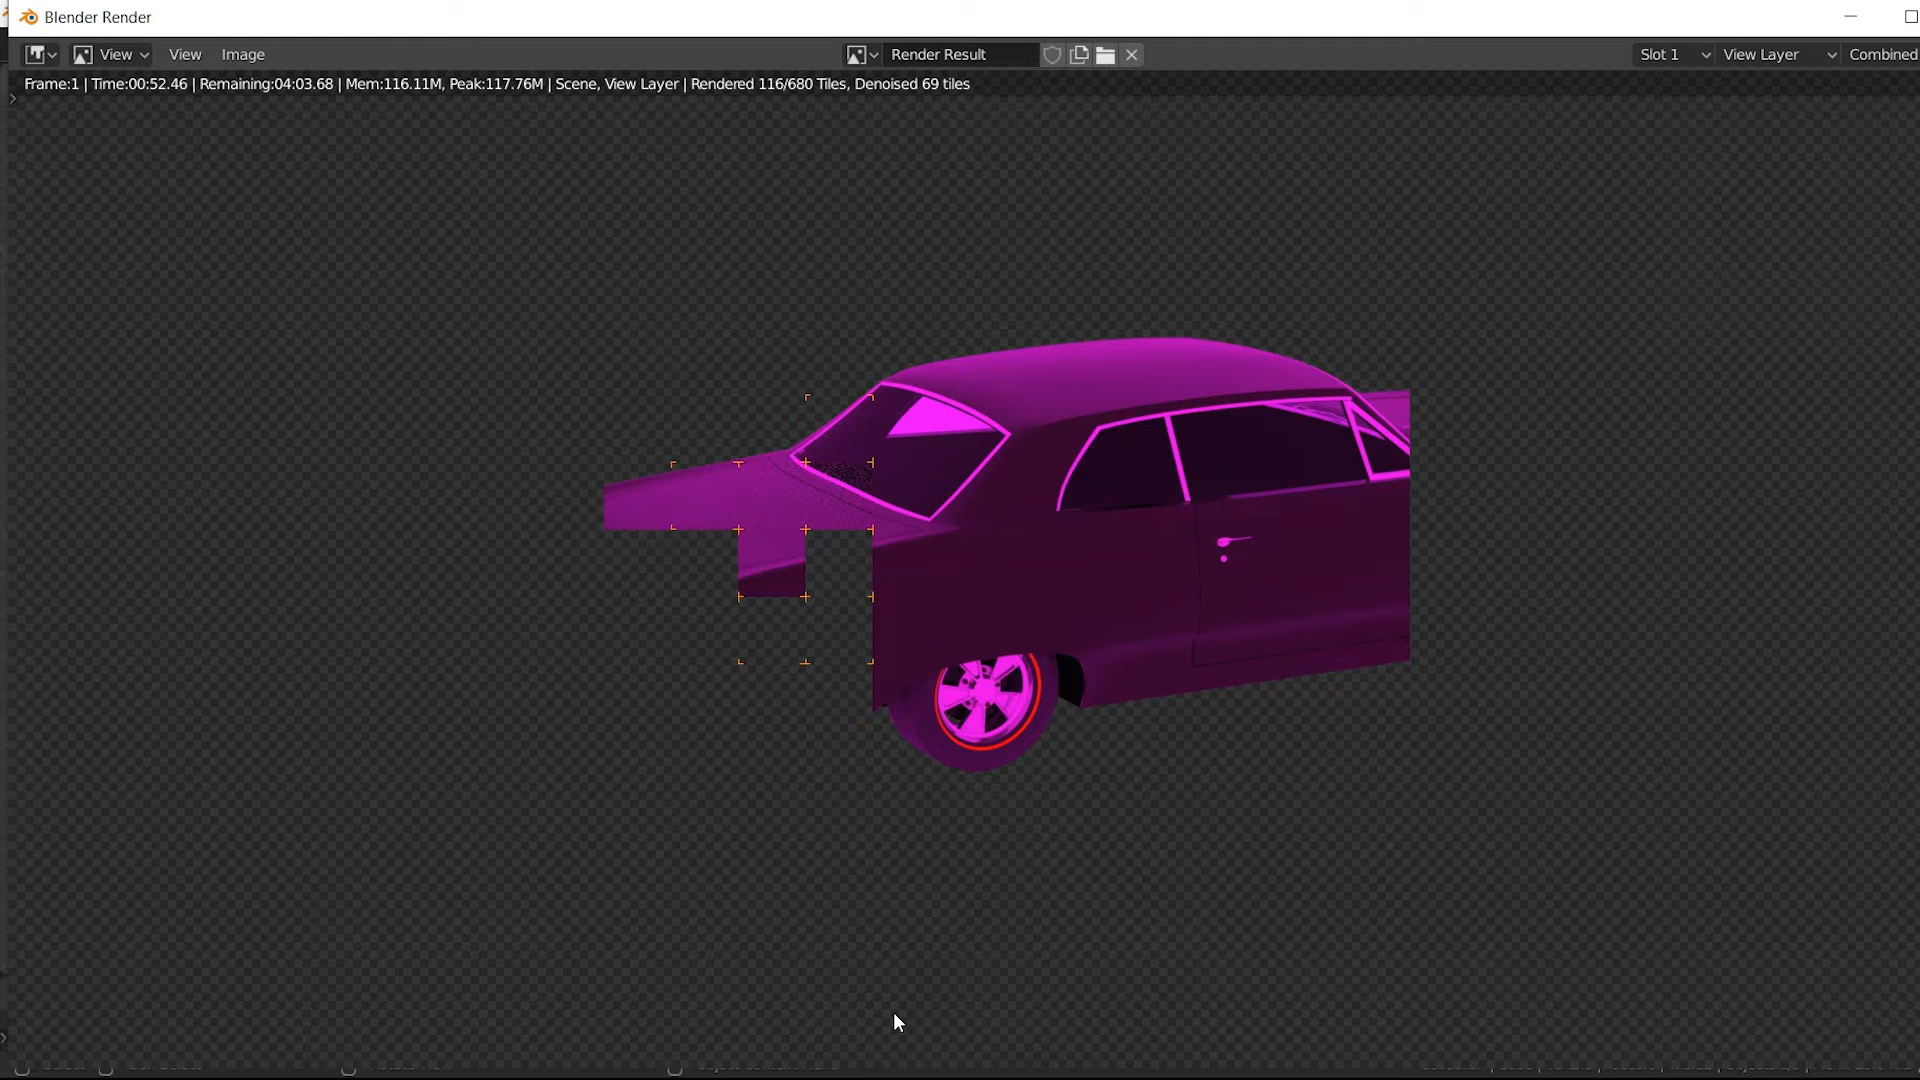 Blender Render
View View Image Render Result Slot 1 View Layer Combined
Frame:1 | Time:00:52.46 | Remaining:04:03.68 | Mem:116.11M, Peak:117.76M | Scene, View Layer | Rendered 116/680 Tiles, Denoised 69 tiles